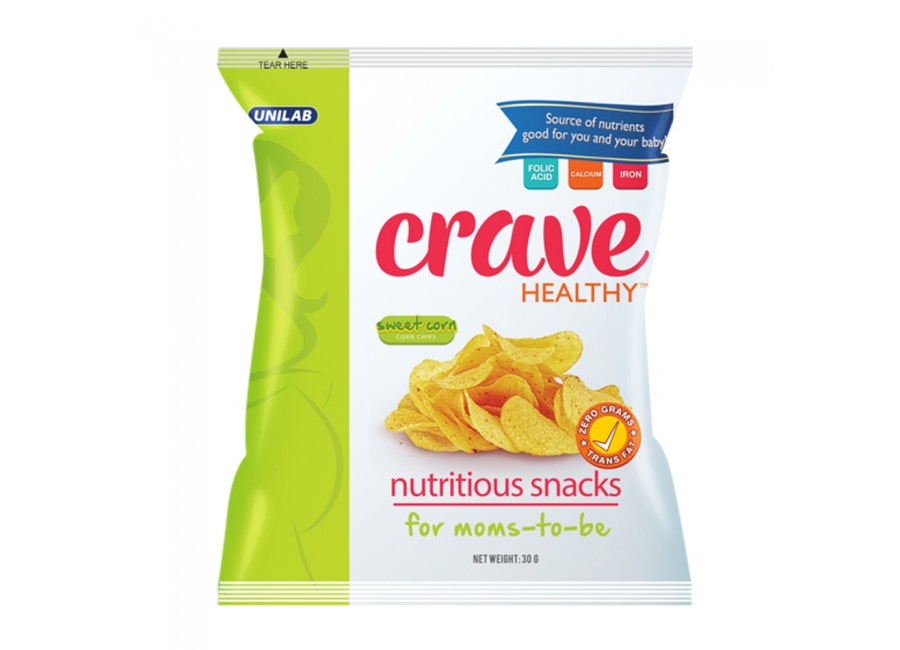 TEAR HERE
UNILAB
Source of nutrients
good for you and your baby!
FOLIC
ACID
CALCIUM
IRON
crave
HEALTHY™
sweet corn
CORN CHIPS
ZERO GRAMS
TRANS FAT
nutritious snacks
for moms-to-be
NET WEIGHT: 30 G